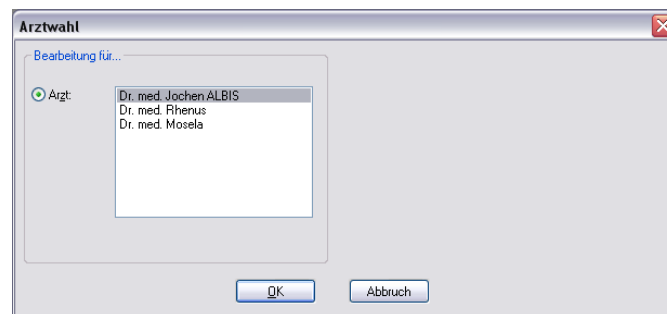 Arztwahl
Bearbeitung für...
Arzt:
Dr. med. Jochen ALBIS
Dr. med. Rhenus
Dr. med. Mosela
OK
Abbruch